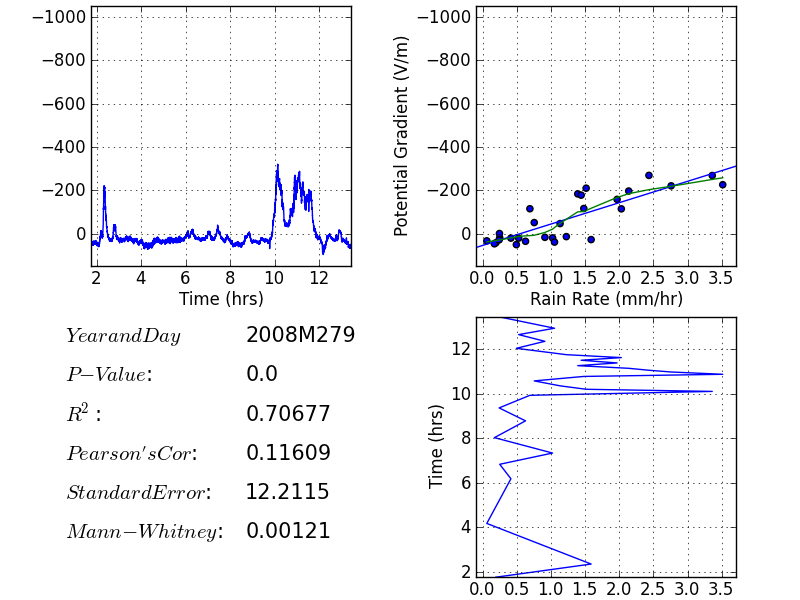 −1000
−800
−600
−400
−200
0
2 4 6 8 10 12
Time (hrs)
Potential Gradient (V/m)
−1000
−800
−600
−400
−200
0
0.0 0.5 1.0 1.5 2.0 2.5 3.0 3.5
Rain Rate (mm/hr)
YearandDay 2008M279
P−Value: 0.0
R²: 0.70677
Pearson'sCor: 0.11609
StandardError: 12.2115
Mann−Whitney: 0.00121
Time (hrs)
12
10
8
6
4
2
0.0 0.5 1.0 1.5 2.0 2.5 3.0 3.5